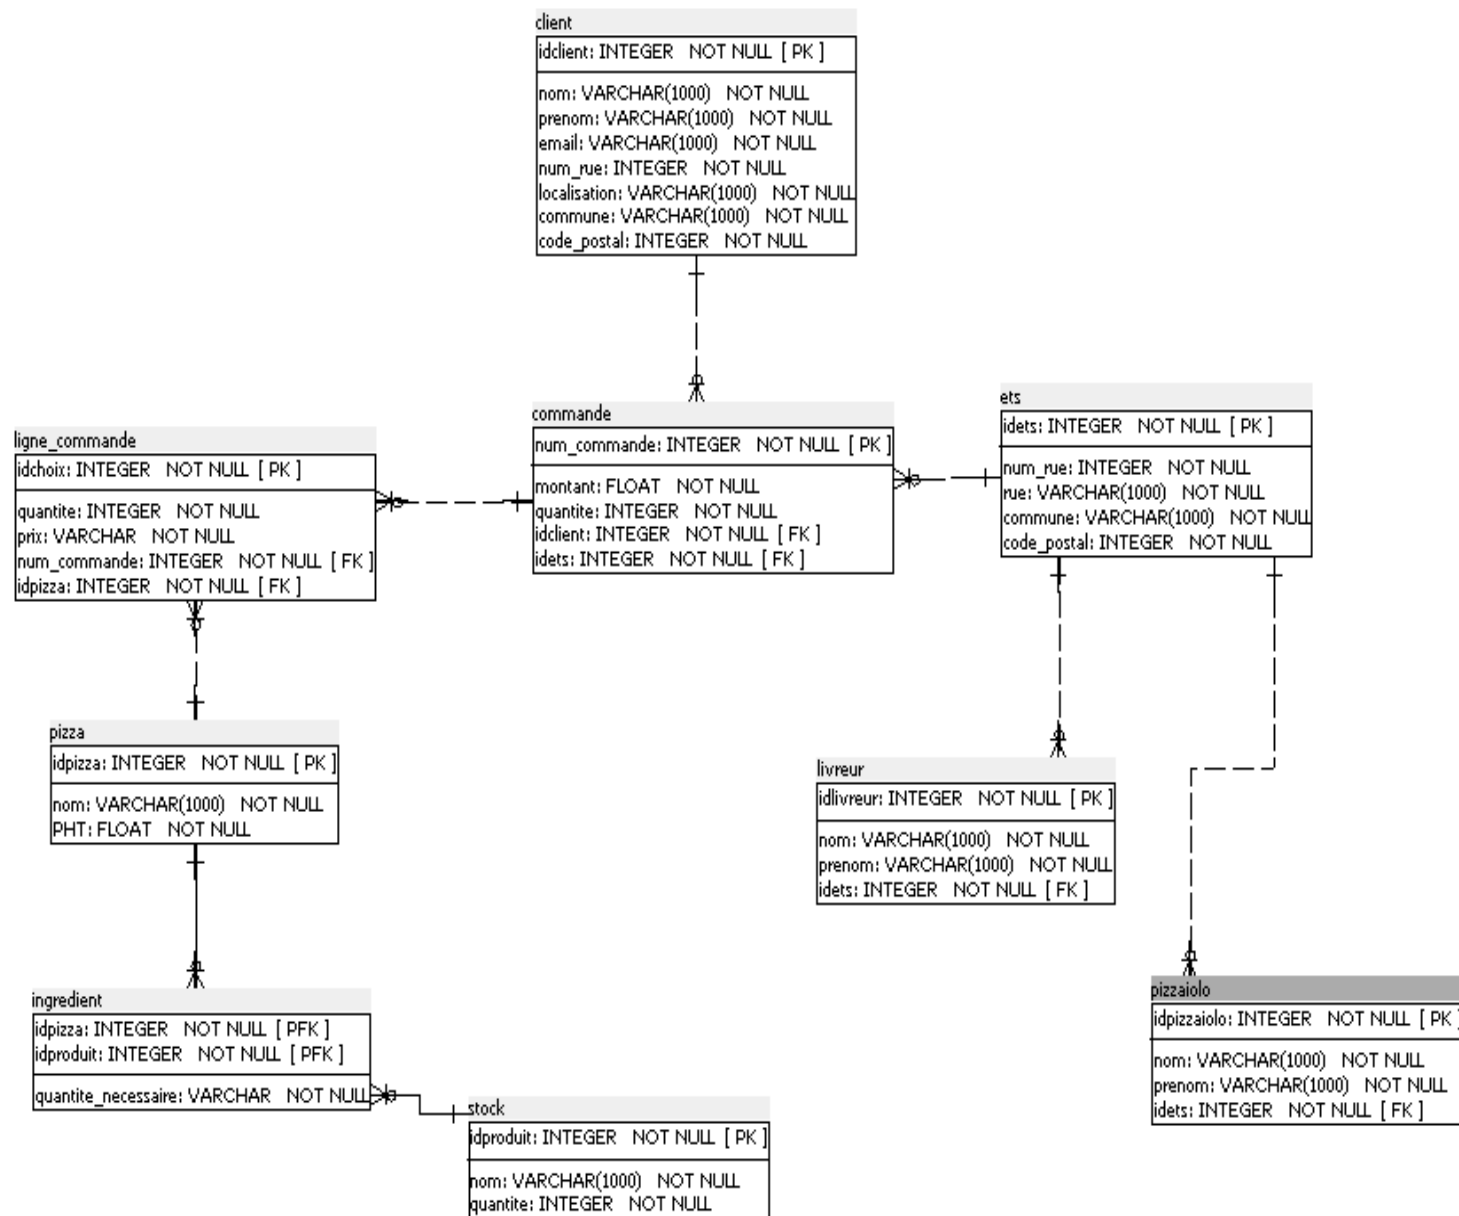 client
idclient: INTEGER NOT NULL [ PK ]
nom: VARCHAR(1000) NOT NULL
prenom: VARCHAR(1000) NOT NULL
email: VARCHAR(1000) NOT NULL
num_rue: INTEGER NOT NULL
localisation: VARCHAR(1000) NOT NULL
commune: VARCHAR(1000) NOT NULL
code_postal: INTEGER NOT NULL
ligne_commande
idchoix: INTEGER NOT NULL [ PK ]
quantite: INTEGER NOT NULL
prix: VARCHAR NOT NULL
num_commande: INTEGER NOT NULL [ FK ]
idpizza: INTEGER NOT NULL [ FK ]
commande
num_commande: INTEGER NOT NULL [ PK ]
montant: FLOAT NOT NULL
quantite: INTEGER NOT NULL
idclient: INTEGER NOT NULL [ FK ]
idets: INTEGER NOT NULL [ FK ]
ets
idets: INTEGER NOT NULL [ PK ]
num_rue: INTEGER NOT NULL
rue: VARCHAR(1000) NOT NULL
commune: VARCHAR(1000) NOT NULL
code_postal: INTEGER NOT NULL
pizza
idpizza: INTEGER NOT NULL [ PK ]
nom: VARCHAR(1000) NOT NULL
PHT: FLOAT NOT NULL
livreur
idlivreur: INTEGER NOT NULL [ PK ]
nom: VARCHAR(1000) NOT NULL
prenom: VARCHAR(1000) NOT NULL
idets: INTEGER NOT NULL [ FK ]
pizzaiolo
idpizzaiolo: INTEGER NOT NULL [ PK ]
nom: VARCHAR(1000) NOT NULL
prenom: VARCHAR(1000) NOT NULL
idets: INTEGER NOT NULL [ FK ]
ingredient
idpizza: INTEGER NOT NULL [ PFK ]
idproduit: INTEGER NOT NULL [ PFK ]
quantite_necessaire: VARCHAR NOT NULL
stock
idproduit: INTEGER NOT NULL [ PK ]
nom: VARCHAR(1000) NOT NULL
quantite: INTEGER NOT NULL